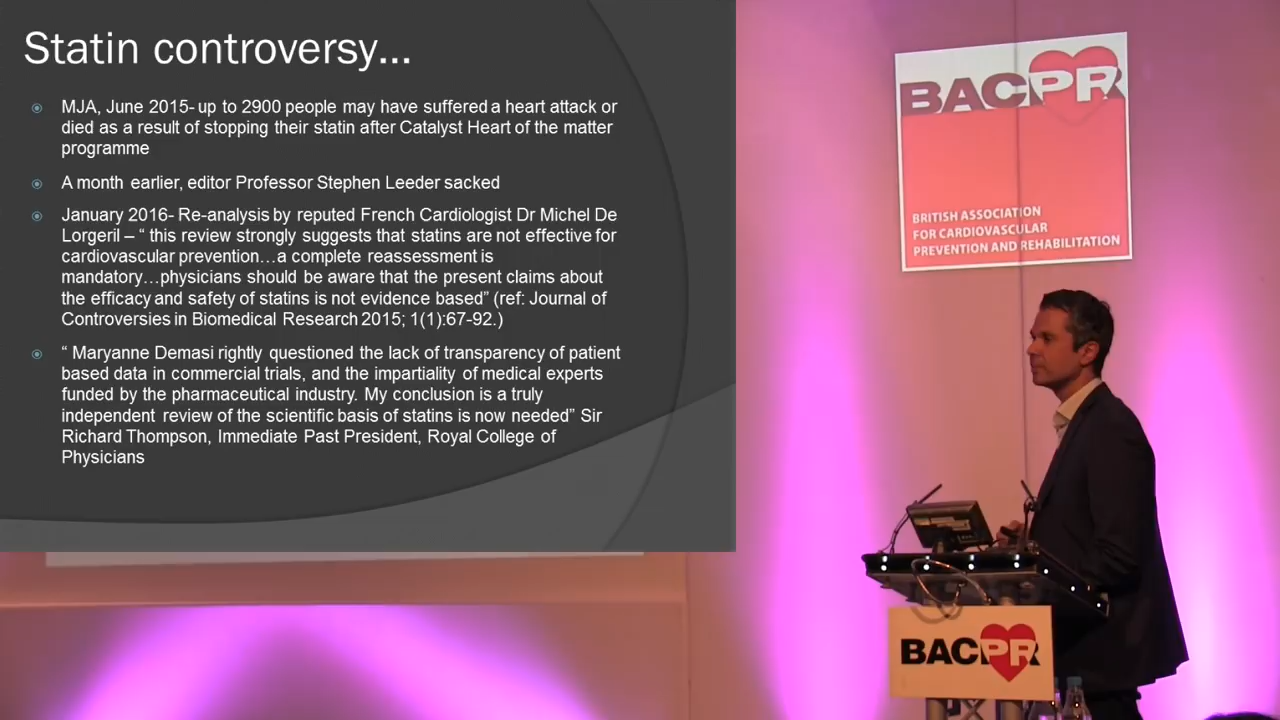 Statin controversy...
MJA, June 2015- up to 2900 people may have suffered a heart attack or
died as a result of stopping their statin after Catalyst Heart of the matter
programme
A month earlier, editor Professor Stephen Leeder sacked
January 2016- Re-analysis by reputed French Cardiologist Dr Michel De
Lorgeril – “ this review strongly suggests that statins are not effective for
cardiovascular prevention…a complete reassessment is
mandatory…physicians should be aware that the present claims about
the efficacy and safety of statins is not evidence based” (ref: Journal of
Controversies in Biomedical Research 2015; 1(1):67-92.)
“ Maryanne Demasi rightly questioned the lack of transparency of patient
based data in commercial trials, and the impartiality of medical experts
funded by the pharmaceutical industry. My conclusion is a truly
independent review of the scientific basis of statins is now needed” Sir
Richard Thompson, Immediate Past President, Royal College of
Physicians
BACPR
BRITISH ASSOCIATION
FOR CARDIOVASCULAR
PREVENTION AND REHABILITATION
BACPR